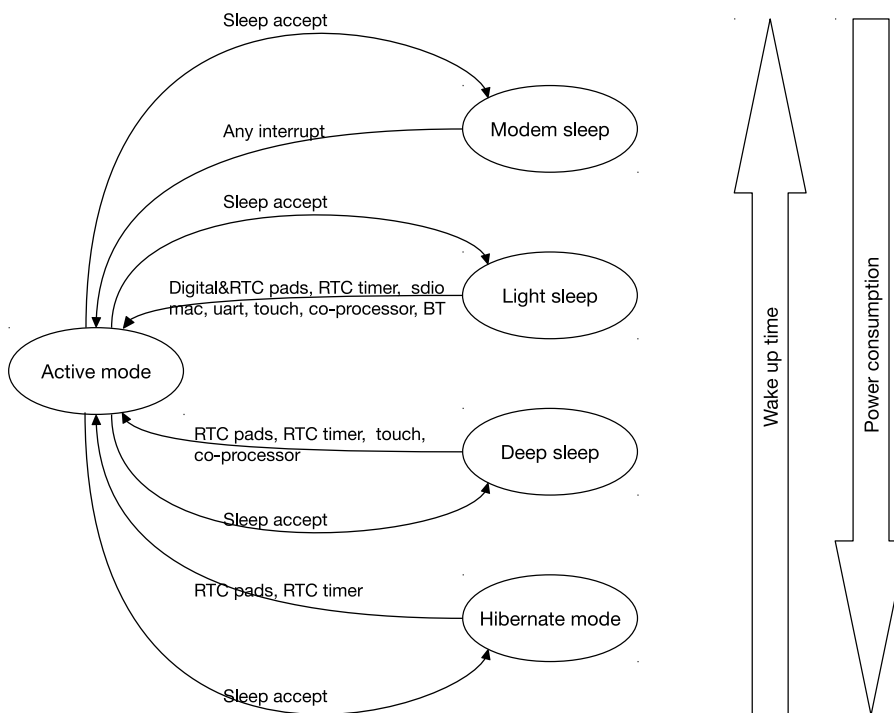 Sleep accept
Modem sleep
Any interrupt
Sleep accept
Digital&RTC pads, RTC timer, sdio
mac, uart, touch, co-processor, BT
Light sleep
Active mode
RTC pads, RTC timer, touch,
co-processor
Deep sleep
Sleep accept
RTC pads, RTC timer
Hibernate mode
Sleep accept
Wake up time
Power consumption